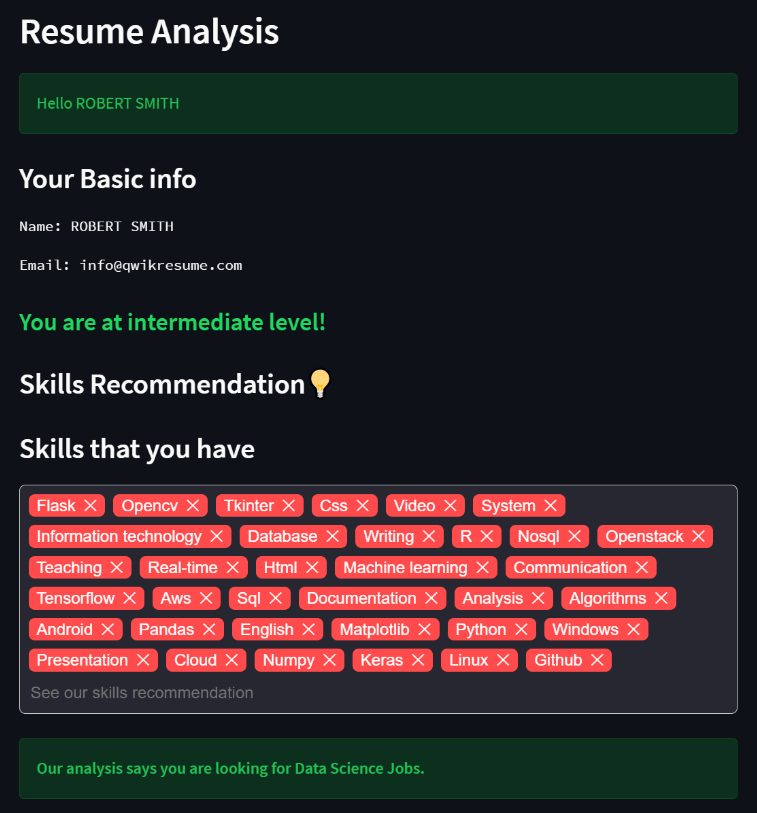 Resume Analysis
Hello ROBERT SMITH
Your Basic info
Name: ROBERT SMITH
Email: info@qwikresume.com
You are at intermediate level!
Skills Recommendation
Skills that you have
Flask Opencv Tkinter Css Video System
Information technology Database Writing R Nosql Openstack
Teaching Real-time Html Machine learning Communication
Tensorflow Aws Sql Documentation Analysis Algorithms
Android Pandas English Matplotlib Python Windows
Presentation Cloud Numpy Keras Linux Github
See our skills recommendation
Our analysis says you are looking for Data Science Jobs.